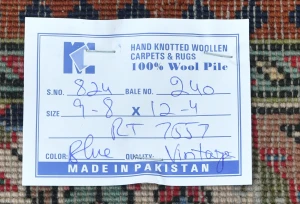 HAND KNOTTED WOOLLEN
CARPETS & RUGS
100% Wool Pile
S.NO. 824 BALE NO. 240
SIZE 9-8 X 12-4
RT 7557
COLOR: Blue QUALITY: Vintage
MADE IN PAKISTAN